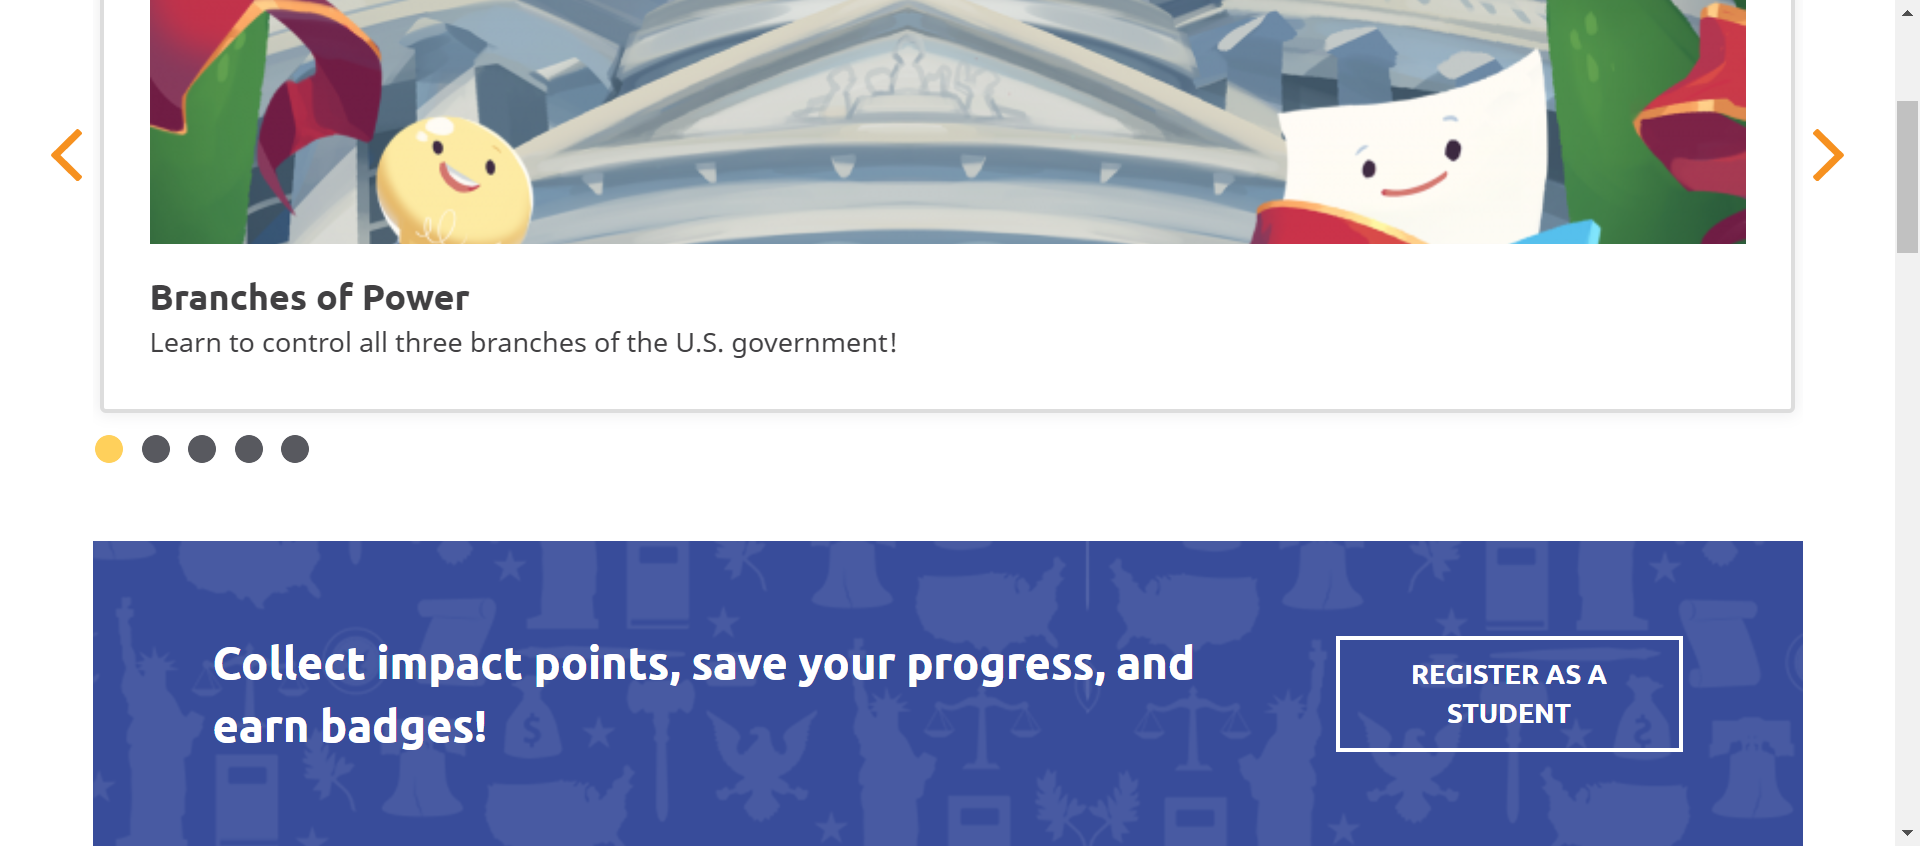 Branches of Power
Learn to control all three branches of the U.S. government!
Collect impact points, save your progress, and
earn badges!
REGISTER AS A
STUDENT